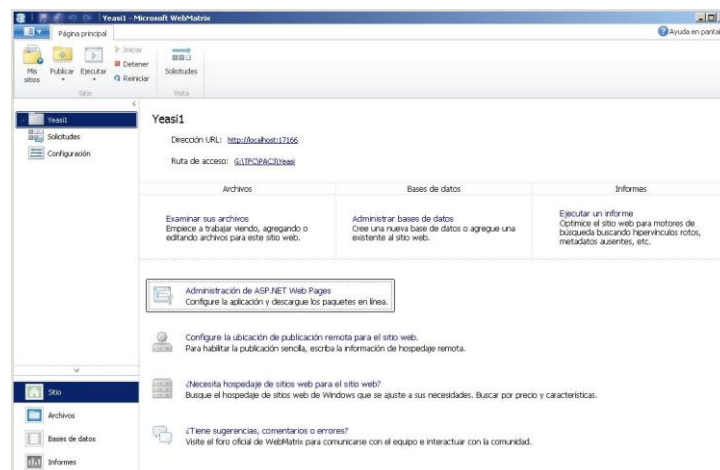 Yeasi1 - Microsoft WebMatrix
Página principal
Ayuda en pantal
Mis sitios
Publicar
Ejecutar
Iniciar
Detener
Reiniciar
Solicitudes
Sitio
Vista
Yeasi1
Solicitudes
Configuración
Yeasi1
Dirección URL: http://localhost:17166
Ruta de acceso: G:\TFC\PAC3\Yeasi
Archivos
Bases de datos
Informes
Examinar sus archivos
Empiece a trabajar viendo, agregando o
editando archivos para este sitio web.
Administrar bases de datos
Cree una nueva base de datos o agregue una
existente al sitio web.
Ejecutar un informe
Optimice el sitio web para motores de
búsqueda buscando hipervínculos rotos,
metadatos ausentes, etc.
Administración de ASP.NET Web Pages
Configure la aplicación y descargue los paquetes en línea.
Configure la ubicación de publicación remota para el sitio web.
Para habilitar la publicación sencilla, escriba la información de hospedaje remota.
¿Necesita hospedaje de sitios web para el sitio web?
Busque el hospedaje de sitios web de Windows que se ajuste a sus necesidades. Buscar por precio y características.
¿Tiene sugerencias, comentarios o errores?
Visite el foro oficial de WebMatrix para comunicarse con el equipo e interactuar con la comunidad.
Sitio
Archivos
Bases de datos
Informes